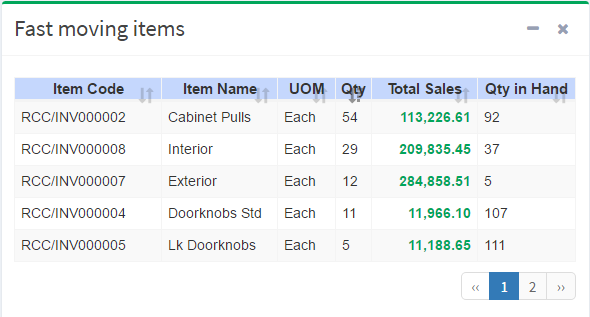 Fast moving items
Item Code Item Name UOM Qty Total Sales Qty in Hand
RCC/INV000002 Cabinet Pulls Each 54 113,226.61 92
RCC/INV000008 Interior Each 29 209,835.45 37
RCC/INV000007 Exterior Each 12 284,858.51 5
RCC/INV000004 Doorknobs Std Each 11 11,966.10 107
RCC/INV000005 Lk Doorknobs Each 5 11,188.65 111
‹‹ 1 2 ››